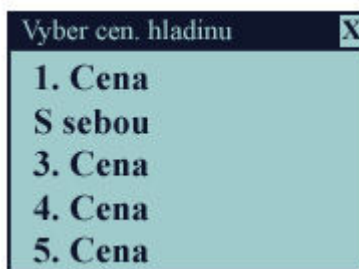 Vyber cen. hladinu X
1. Cena
S sebou
3. Cena
4. Cena
5. Cena